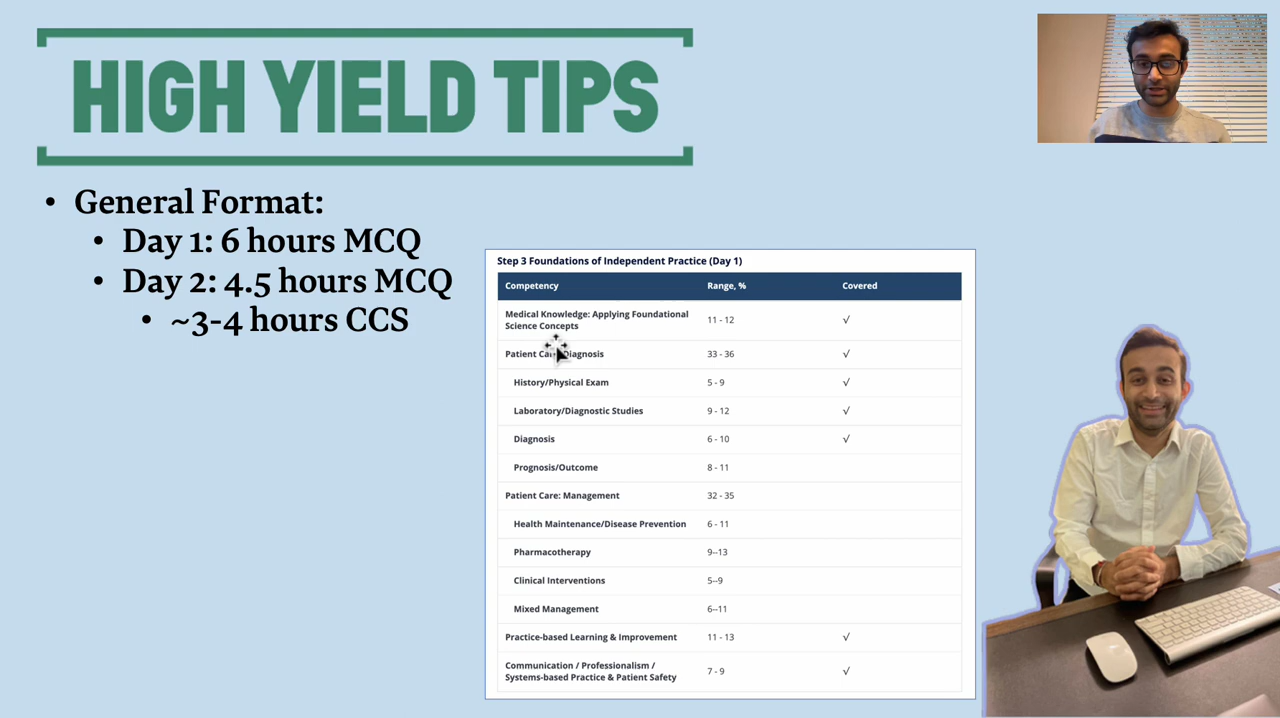 HIGH YIELD TIPS
• General Format:
• Day 1: 6 hours MCQ
• Day 2: 4.5 hours MCQ
• ~3-4 hours CCS
Step 3 Foundations of Independent Practice (Day 1)
Competency Range, % Covered
Medical Knowledge: Applying Foundational
Science Concepts 11 - 12 √
Patient Diagnosis 33 - 36 √
History/Physical Exam 5 - 9 √
Laboratory/Diagnostic Studies 9 - 12 √
Diagnosis 6 - 10 √
Prognosis/Outcome 8 - 11
Patient Care: Management 32 - 35
Health Maintenance/Disease Prevention 6 - 11
Pharmacotherapy 9--13
Clinical Interventions 5--9
Mixed Management 6--11
Practice-based Learning & Improvement 11 - 13 √
Communication / Professionalism /
Systems-based Practice & Patient Safety 7 - 9 √